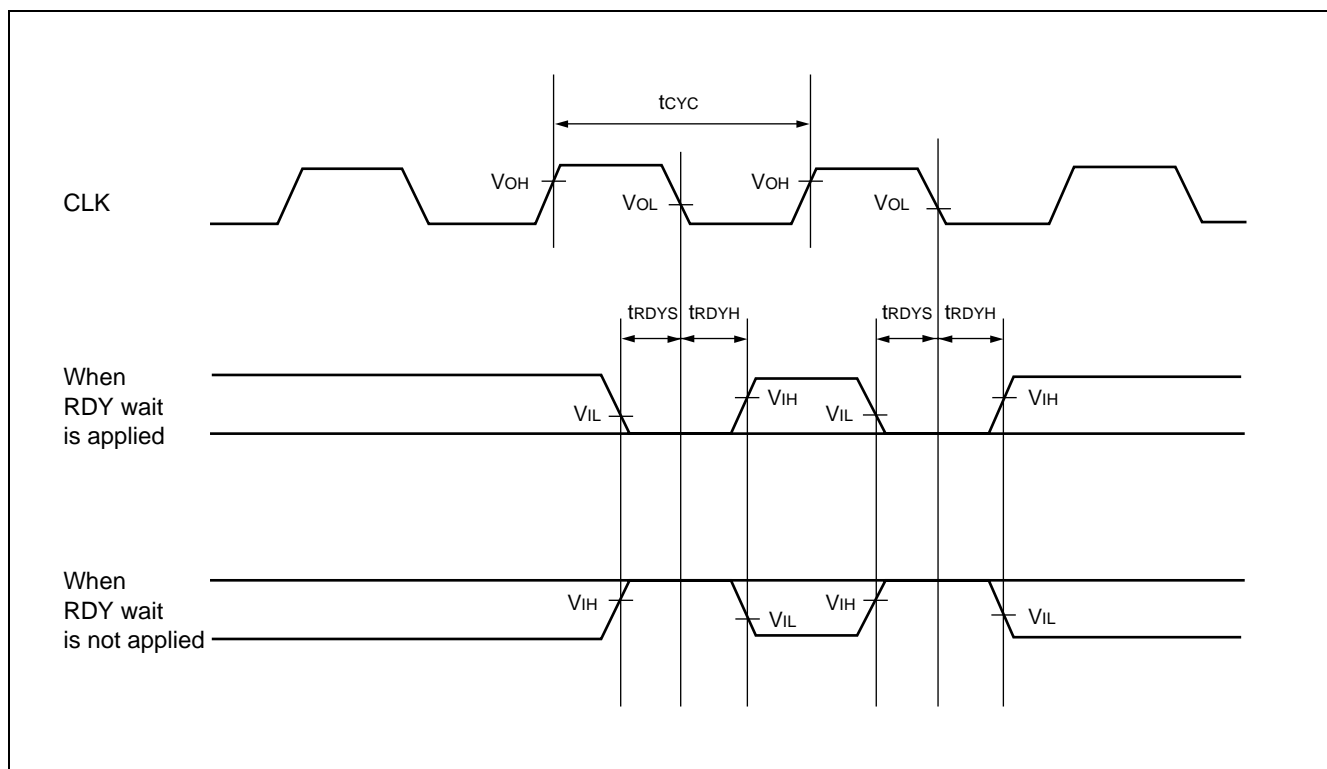 tCYC
VOH
VOL
VOH
VOL
CLK
tRDYS
tRDYH
tRDYS
tRDYH
When
RDY wait
is applied
VIL
VIH
VIL
VIH
When
RDY wait
is not applied
VIH
VIL
VIH
VIL